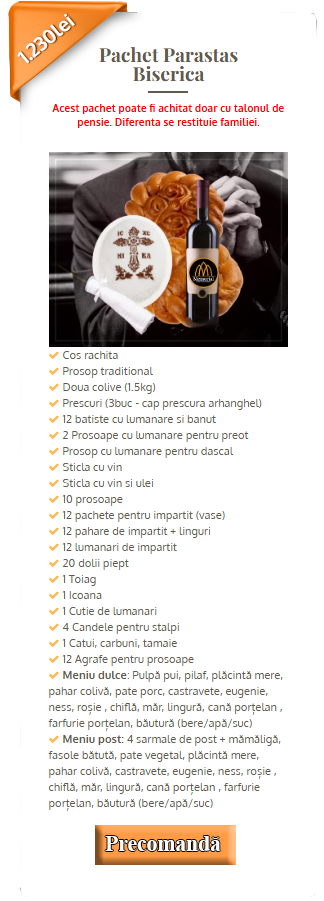 1.230lei
Pachet Parastas
Biserica
Acest pachet poate fi achitat doar cu talonul de
pensie. Diferenta se restituie familiei.
IC XC
NI KA
Cos rachita
Prosop traditional
Doua colive (1.5kg)
Prescuri (3buc - cap prescura arhanghel)
12 batiste cu lumanare si banut
2 Prosoape cu lumanare pentru preot
Prosop cu lumanare pentru dascal
Sticla cu vin
Sticla cu vin si ulei
10 prosoape
12 pachete pentru impartit (vase)
12 pahare de impartit + linguri
12 lumanari de impartit
20 dolii piept
1 Toiag
1 Icoana
1 Cutie de lumanari
4 Candele pentru stalpi
1 Catui, carbuni, tamaie
12 Agrafe pentru prosoape
Meniu dulce: Pulpă pui, pilaf, plăcintă mere,
pahar colivă, pate porc, castravete, eugenie,
ness, roșie , chiflă, măr, lingură, cană porțelan ,
farfurie porțelan, băutură (bere/apă/suc)
Meniu post: 4 sarmale de post + mămăligă,
fasole bătută, pate vegetal, plăcintă mere,
pahar colivă, castravete, eugenie, ness, roșie ,
chiflă, măr, lingură, cană porțelan , farfurie
porțelan, băutură (bere/apă/suc)
Precomandă